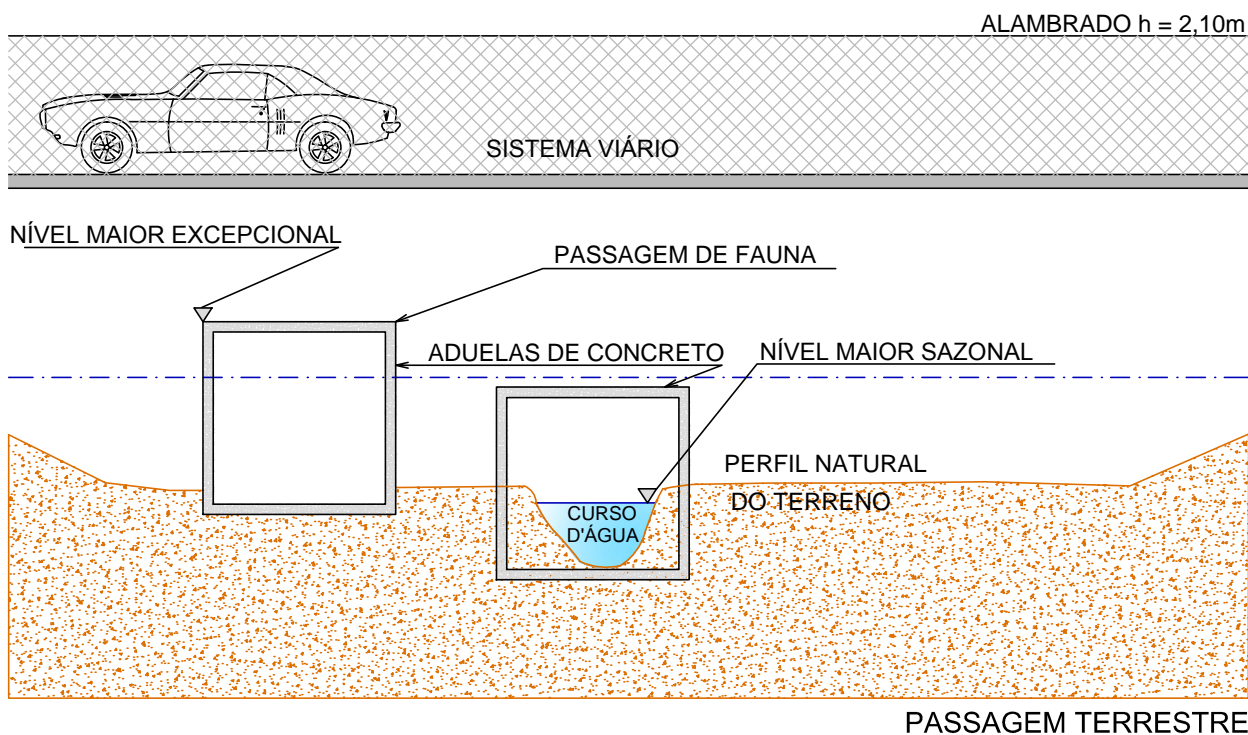 ALAMBRADO h = 2,10m
SISTEMA VIÁRIO
NÍVEL MAIOR EXCEPCIONAL
PASSAGEM DE FAUNA
ADUELAS DE CONCRETO
NÍVEL MAIOR SAZONAL
PERFIL NATURAL
DO TERRENO
CURSO
D'ÁGUA
PASSAGEM TERRESTRE